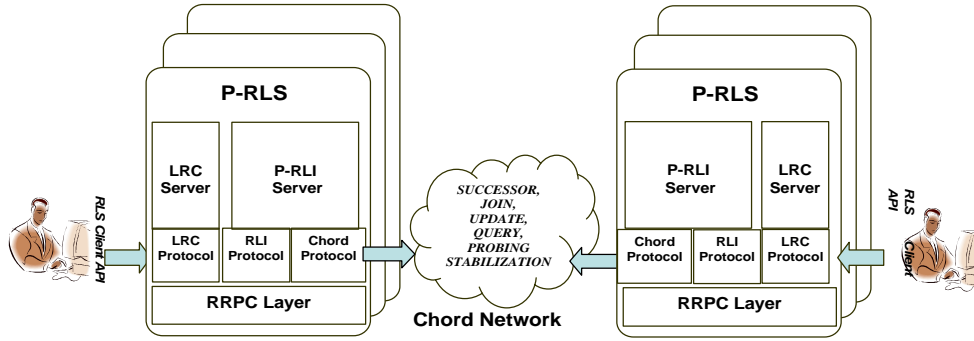 P-RLS
LRC
Server
P-RLI
Server
LRC
Protocol
RLI
Protocol
Chord
Protocol
RRPC Layer
RLS Client API
SUCCESSOR,
JOIN,
UPDATE,
QUERY,
PROBING
STABILIZATION
Chord Network
P-RLS
P-RLI
Server
LRC
Server
Chord
Protocol
RLI
Protocol
LRC
Protocol
RRPC Layer
RLS Client
API